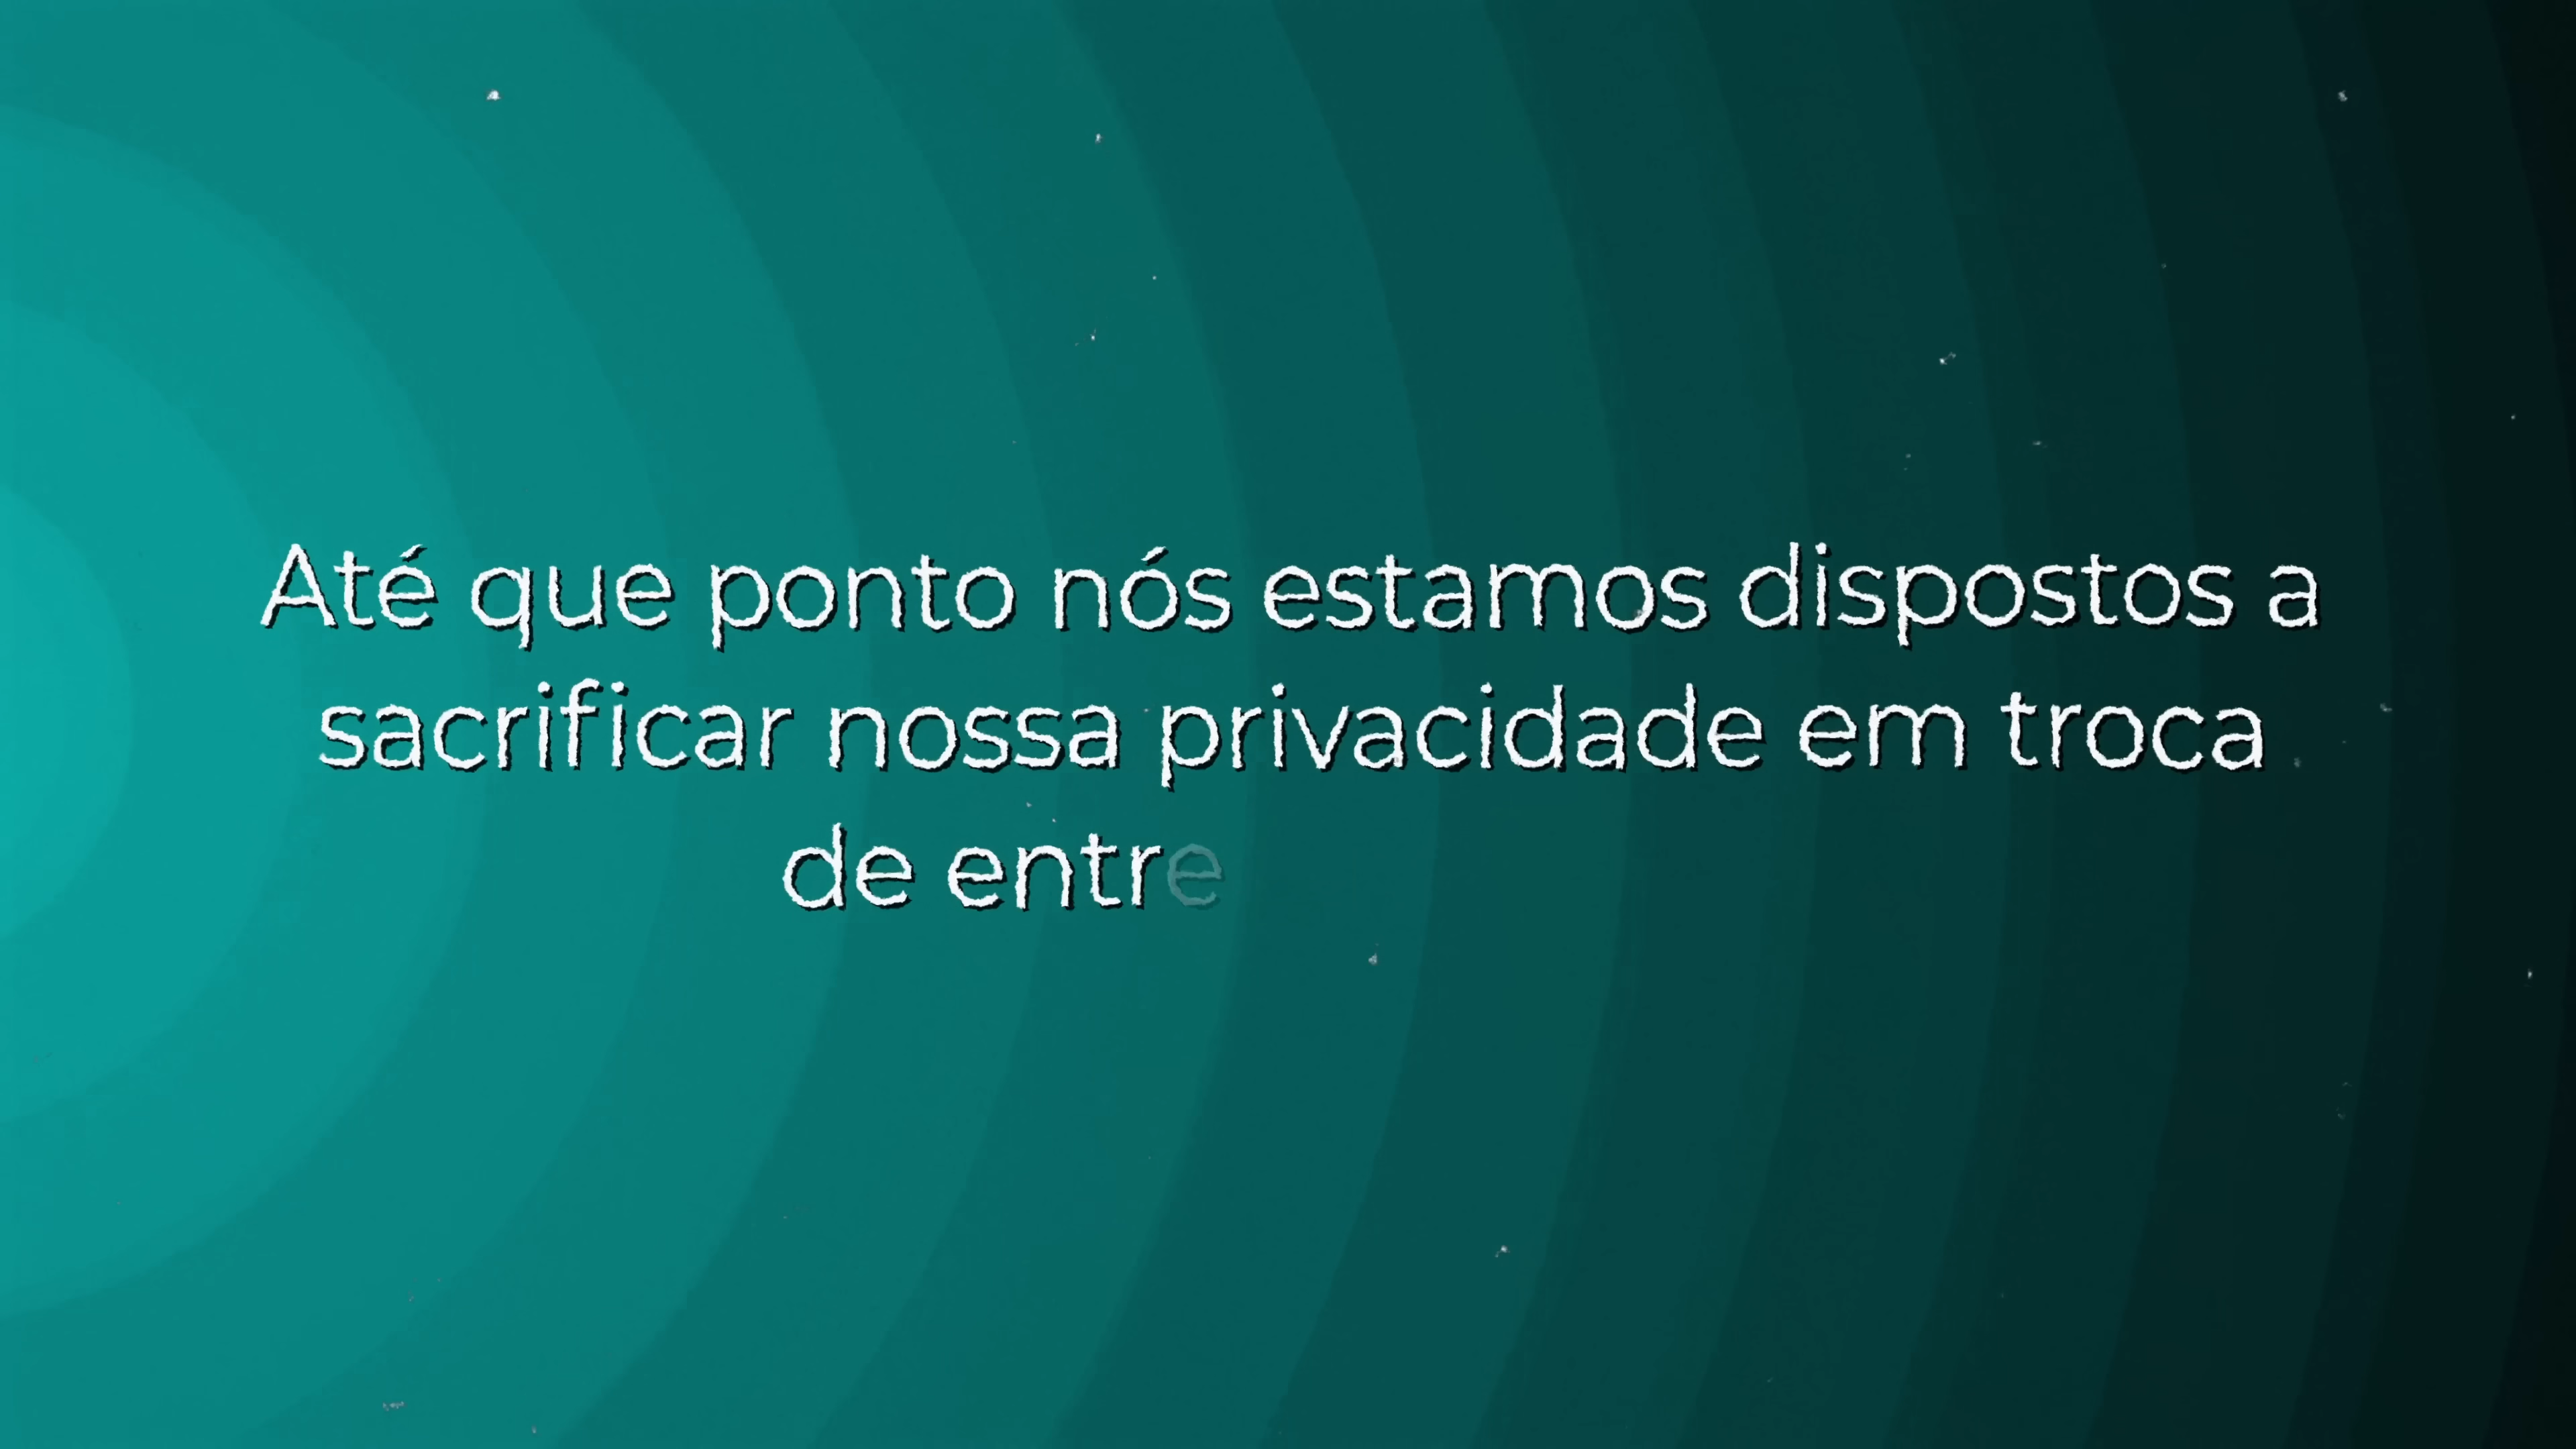 Até que ponto nós estamos dispostos a
sacrificar nossa privacidade em troca
de entre